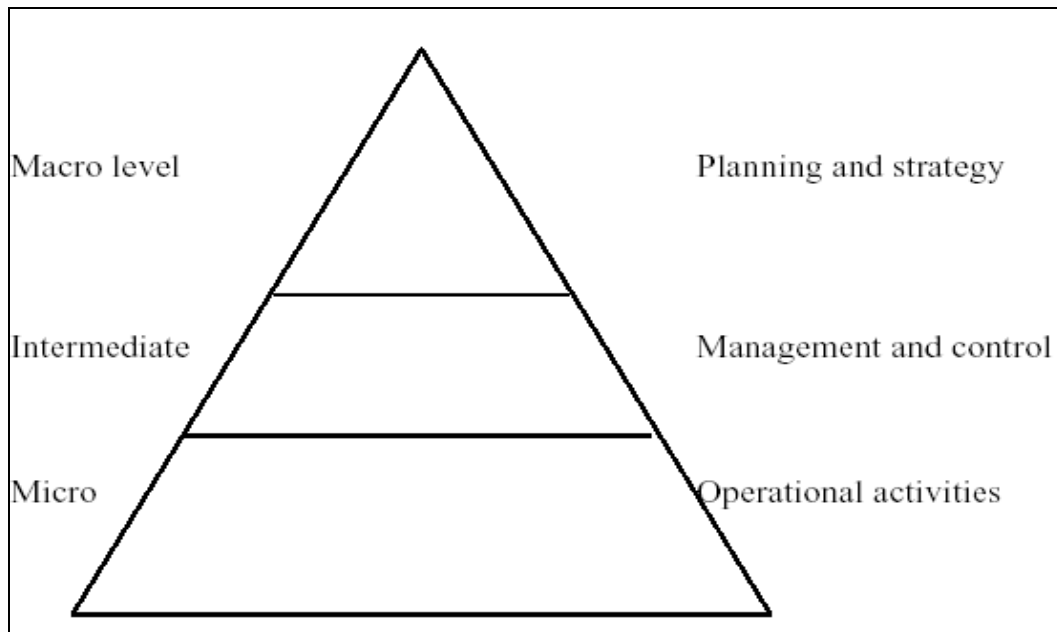 Macro level
Planning and strategy
Intermediate
Management and control
Micro
Operational activities